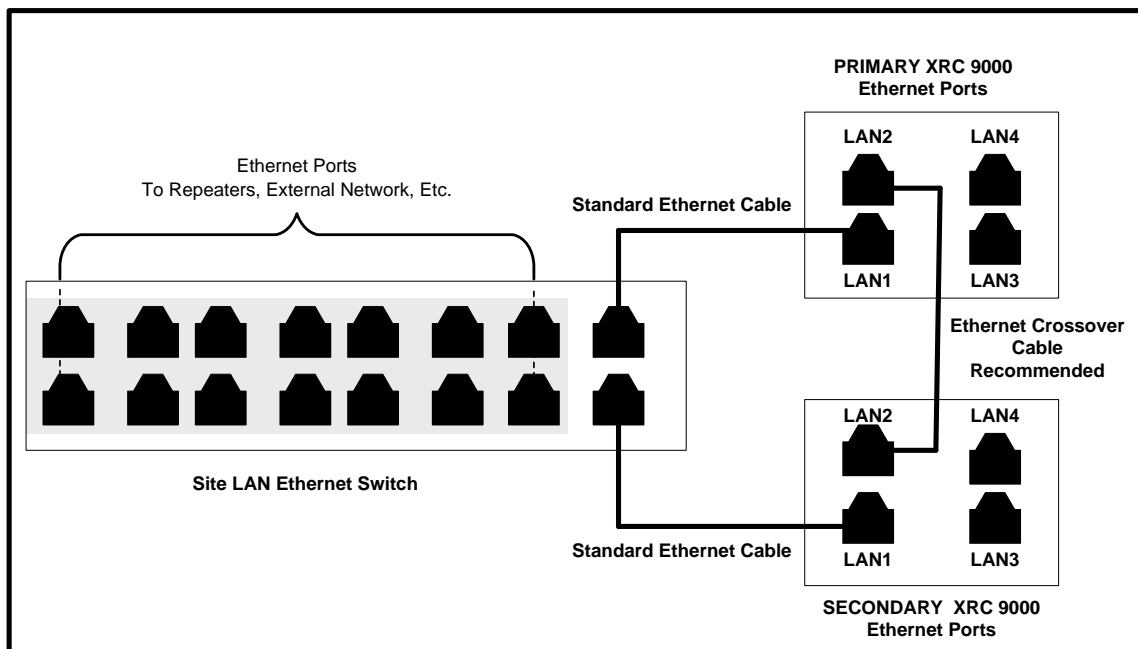 PRIMARY XRC 9000
Ethernet Ports
LAN2
LAN4
Ethernet Ports
To Repeaters, External Network, Etc.
Standard Ethernet Cable
LAN1
LAN3
Ethernet Crossover
Cable
Recommended
LAN2
LAN4
Site LAN Ethernet Switch
Standard Ethernet Cable
LAN1
LAN3
SECONDARY XRC 9000
Ethernet Ports